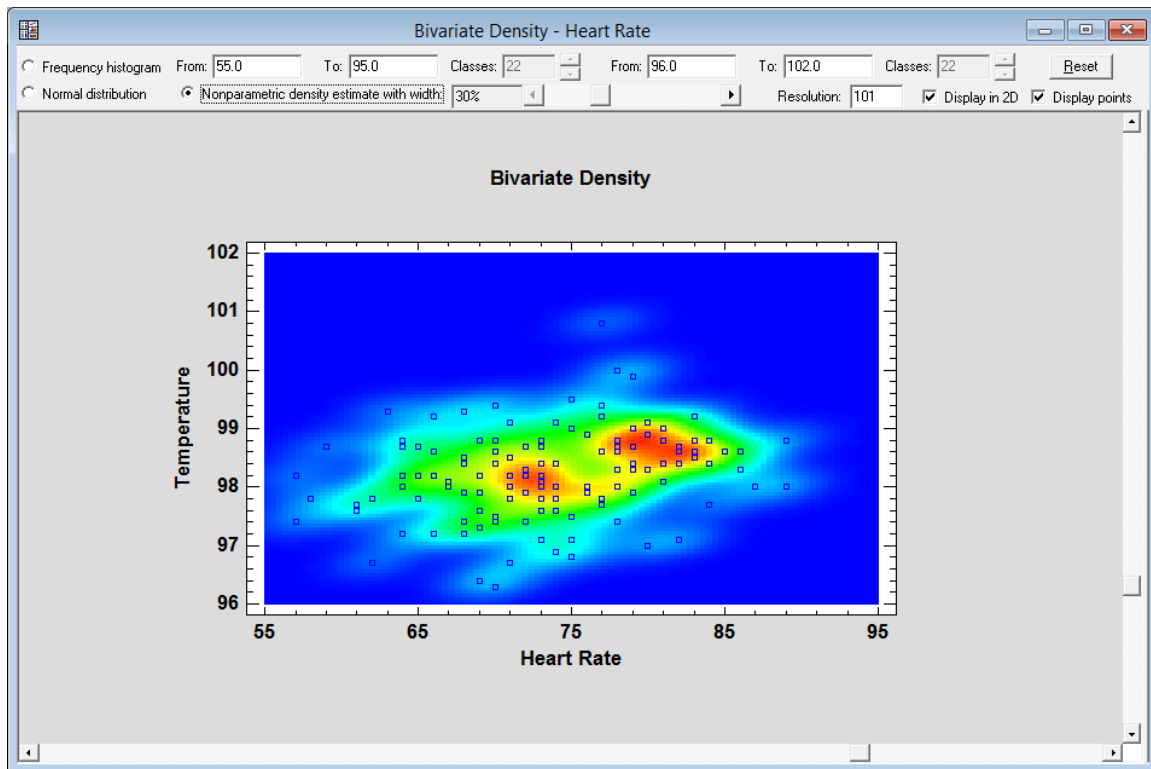 Bivariate Density - Heart Rate
Frequency histogram From: 55.0 To: 95.0 Classes: 22 From: 96.0 To: 102.0 Classes: 22 Reset
Normal distribution Nonparametric density estimate with width: 30% Resolution: 101 Display in 2D Display points
Bivariate Density
102
101
100
99
98
97
96
Temperature
55 65 75 85 95
Heart Rate